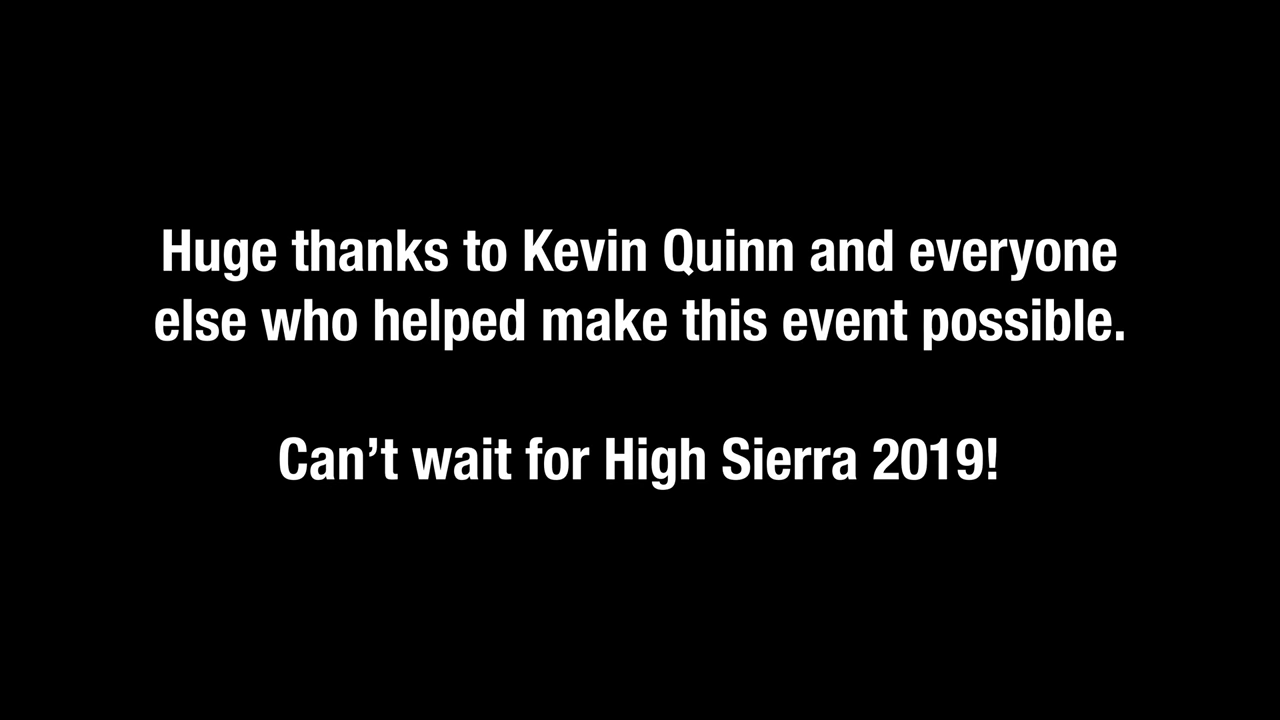 Huge thanks to Kevin Quinn and everyone
else who helped make this event possible.
Can’t wait for High Sierra 2019!